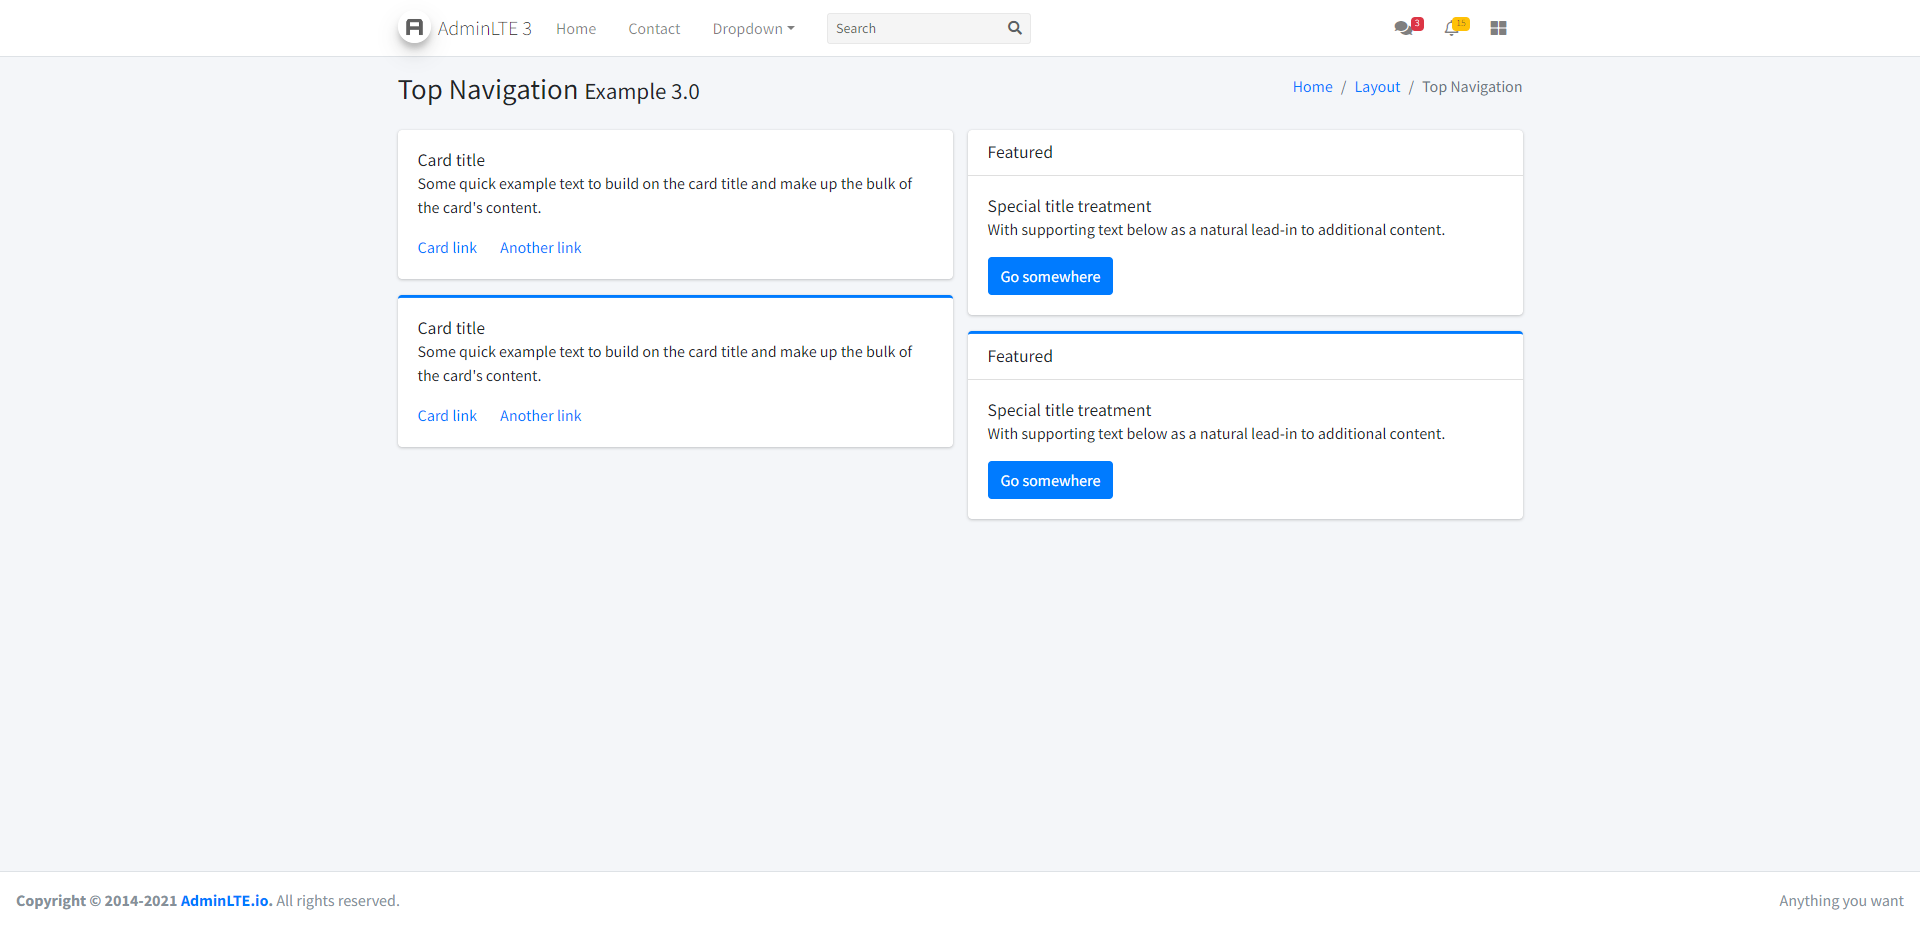 AdminLTE 3 Home Contact Dropdown Search 3 15
Top Navigation Example 3.0
Home / Layout / Top Navigation
Card title
Some quick example text to build on the card title and make up the bulk of
the card's content.
Card link Another link
Card title
Some quick example text to build on the card title and make up the bulk of
the card's content.
Card link Another link
Featured
Special title treatment
With supporting text below as a natural lead-in to additional content.
Go somewhere
Featured
Special title treatment
With supporting text below as a natural lead-in to additional content.
Go somewhere
Copyright © 2014-2021 AdminLTE.io. All rights reserved.
Anything you want